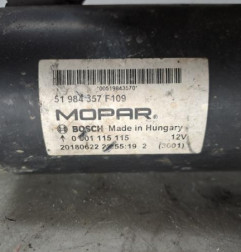 *00519843570*
51 984 357 F109
MOPAR®
BOSCH Made in Hungary
↑ 0 001 115 115 12V
20180622 22:55:19 2 (2001)